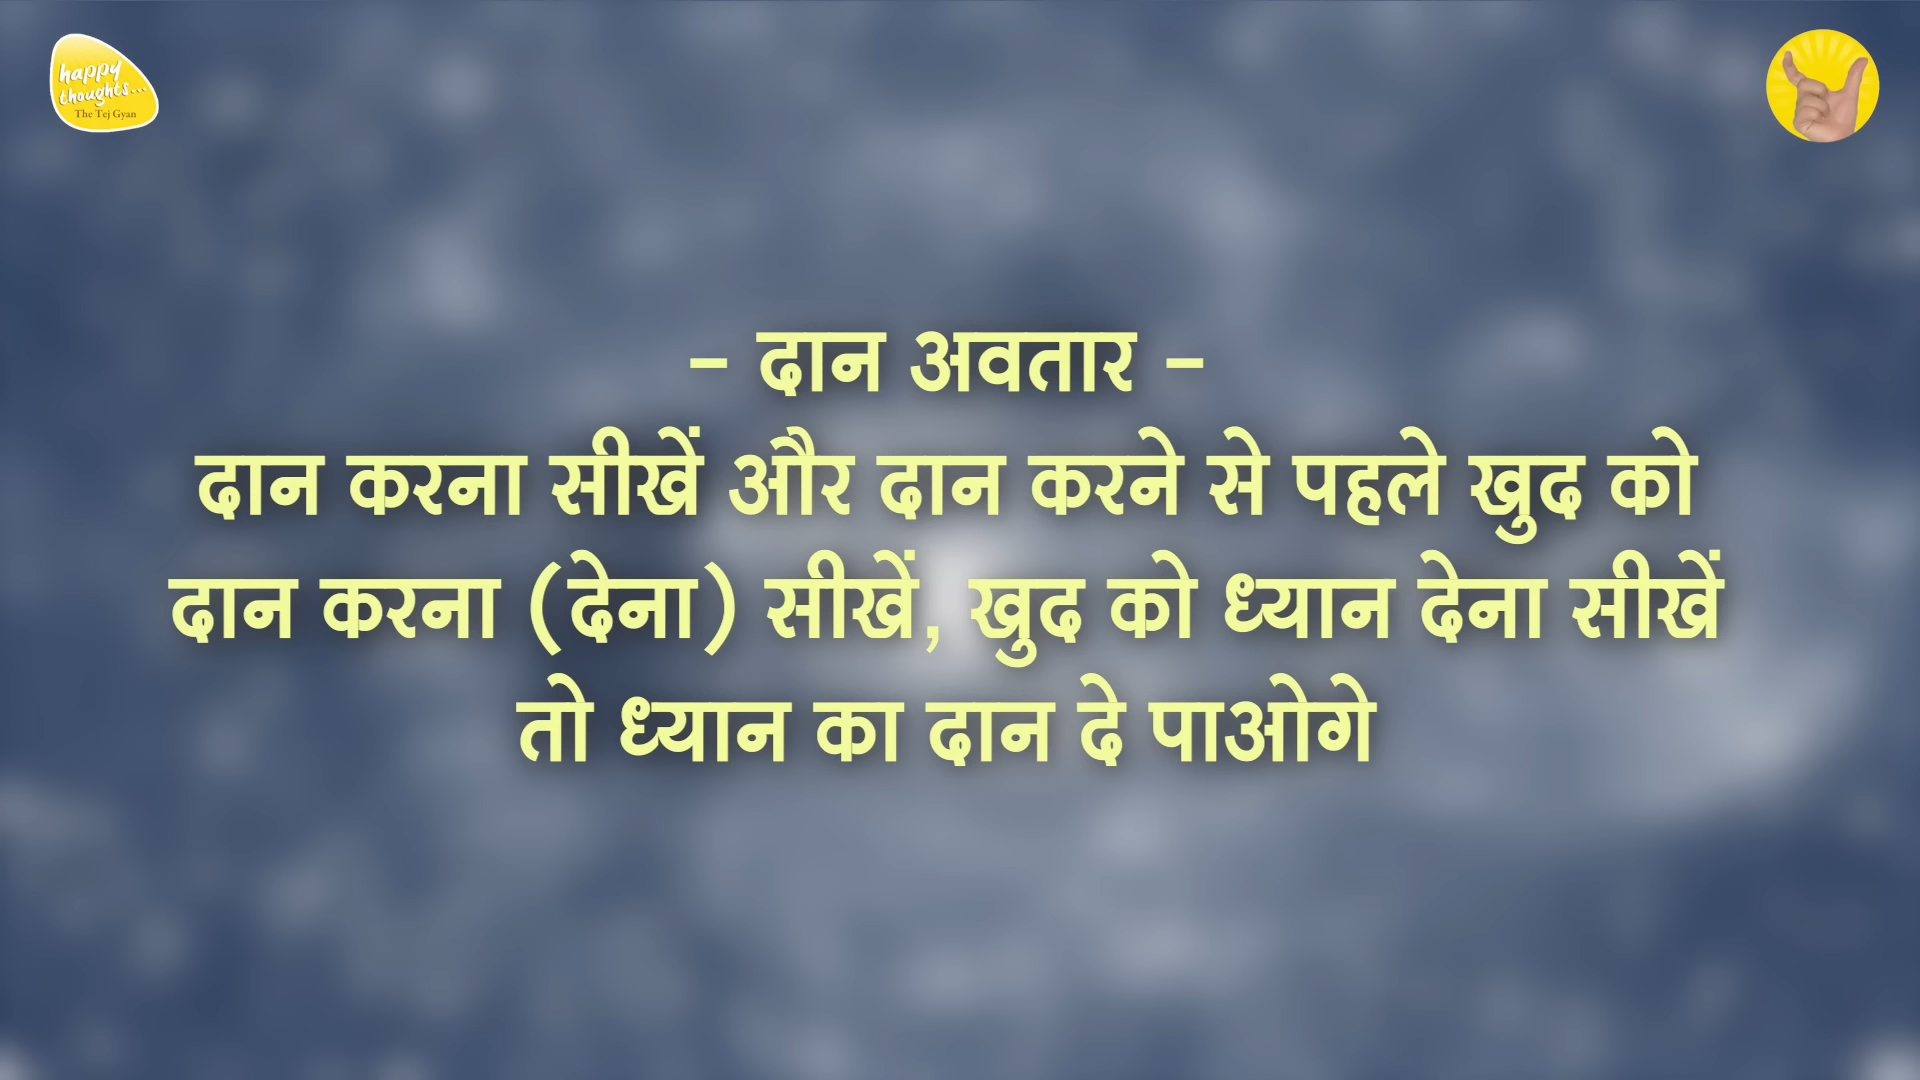 happy
thoughts...
The Tej Gyan
– दान अवतार –
दान करना सीखें और दान करने से पहले खुद को
दान करना (देना) सीखें, खुद को ध्यान देना सीखें
तो ध्यान का दान दे पाओगे